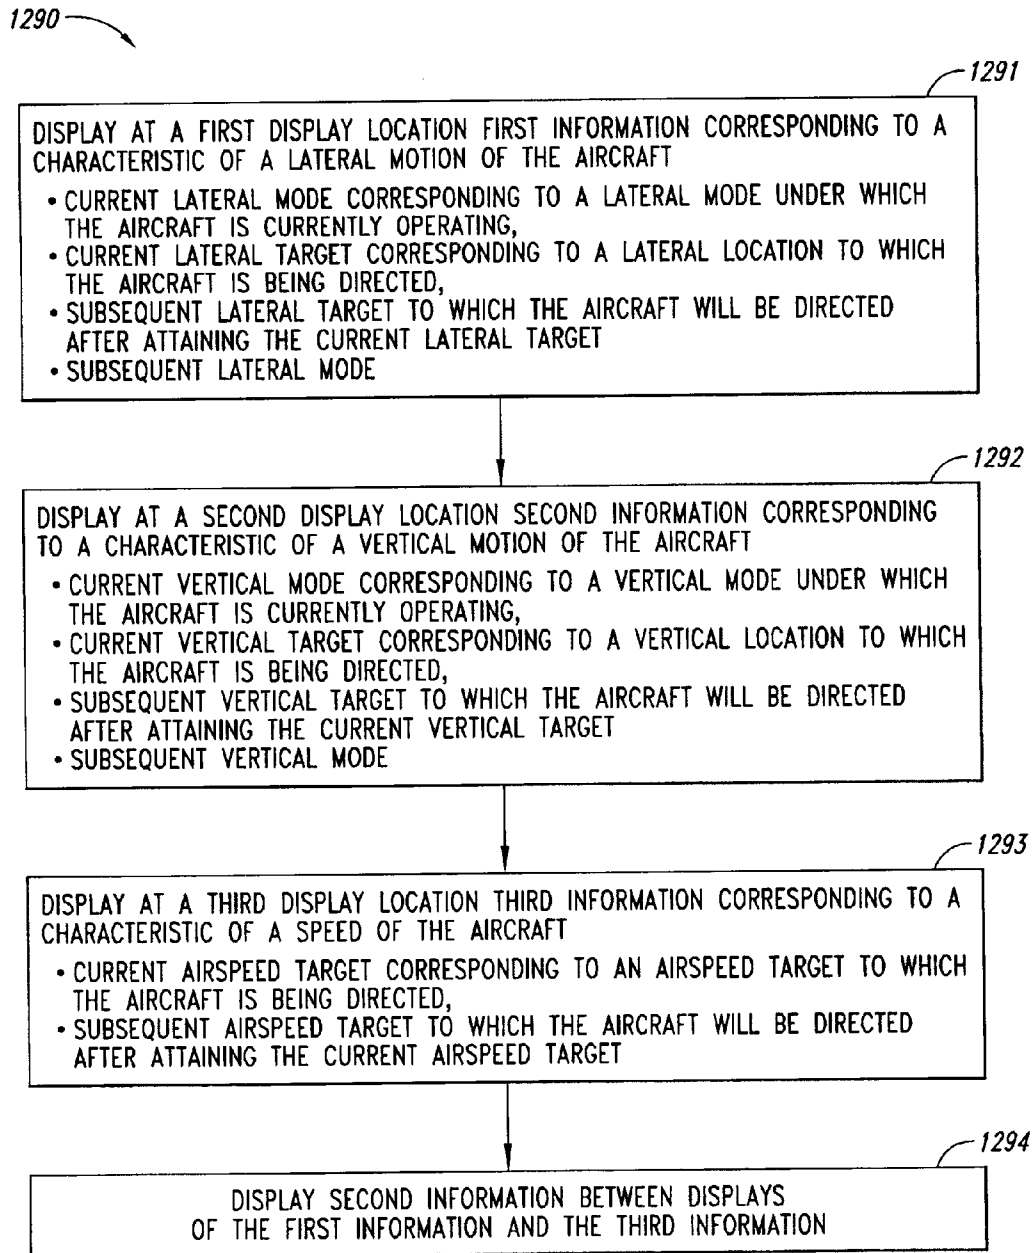 1290
1291
DISPLAY AT A FIRST DISPLAY LOCATION FIRST INFORMATION CORRESPONDING TO A
CHARACTERISTIC OF A LATERAL MOTION OF THE AIRCRAFT
• CURRENT LATERAL MODE CORRESPONDING TO A LATERAL MODE UNDER WHICH
THE AIRCRAFT IS CURRENTLY OPERATING,
• CURRENT LATERAL TARGET CORRESPONDING TO A LATERAL LOCATION TO WHICH
THE AIRCRAFT IS BEING DIRECTED,
• SUBSEQUENT LATERAL TARGET TO WHICH THE AIRCRAFT WILL BE DIRECTED
AFTER ATTAINING THE CURRENT LATERAL TARGET
• SUBSEQUENT LATERAL MODE
1292
DISPLAY AT A SECOND DISPLAY LOCATION SECOND INFORMATION CORRESPONDING
TO A CHARACTERISTIC OF A VERTICAL MOTION OF THE AIRCRAFT
• CURRENT VERTICAL MODE CORRESPONDING TO A VERTICAL MODE UNDER WHICH
THE AIRCRAFT IS CURRENTLY OPERATING,
• CURRENT VERTICAL TARGET CORRESPONDING TO A VERTICAL LOCATION TO WHICH
THE AIRCRAFT IS BEING DIRECTED,
• SUBSEQUENT VERTICAL TARGET TO WHICH THE AIRCRAFT WILL BE DIRECTED
AFTER ATTAINING THE CURRENT VERTICAL TARGET
• SUBSEQUENT VERTICAL MODE
1293
DISPLAY AT A THIRD DISPLAY LOCATION THIRD INFORMATION CORRESPONDING TO A
CHARACTERISTIC OF A SPEED OF THE AIRCRAFT
• CURRENT AIRSPEED TARGET CORRESPONDING TO AN AIRSPEED TARGET TO WHICH
THE AIRCRAFT IS BEING DIRECTED,
• SUBSEQUENT AIRSPEED TARGET TO WHICH THE AIRCRAFT WILL BE DIRECTED
AFTER ATTAINING THE CURRENT AIRSPEED TARGET
1294
DISPLAY SECOND INFORMATION BETWEEN DISPLAYS
OF THE FIRST INFORMATION AND THE THIRD INFORMATION